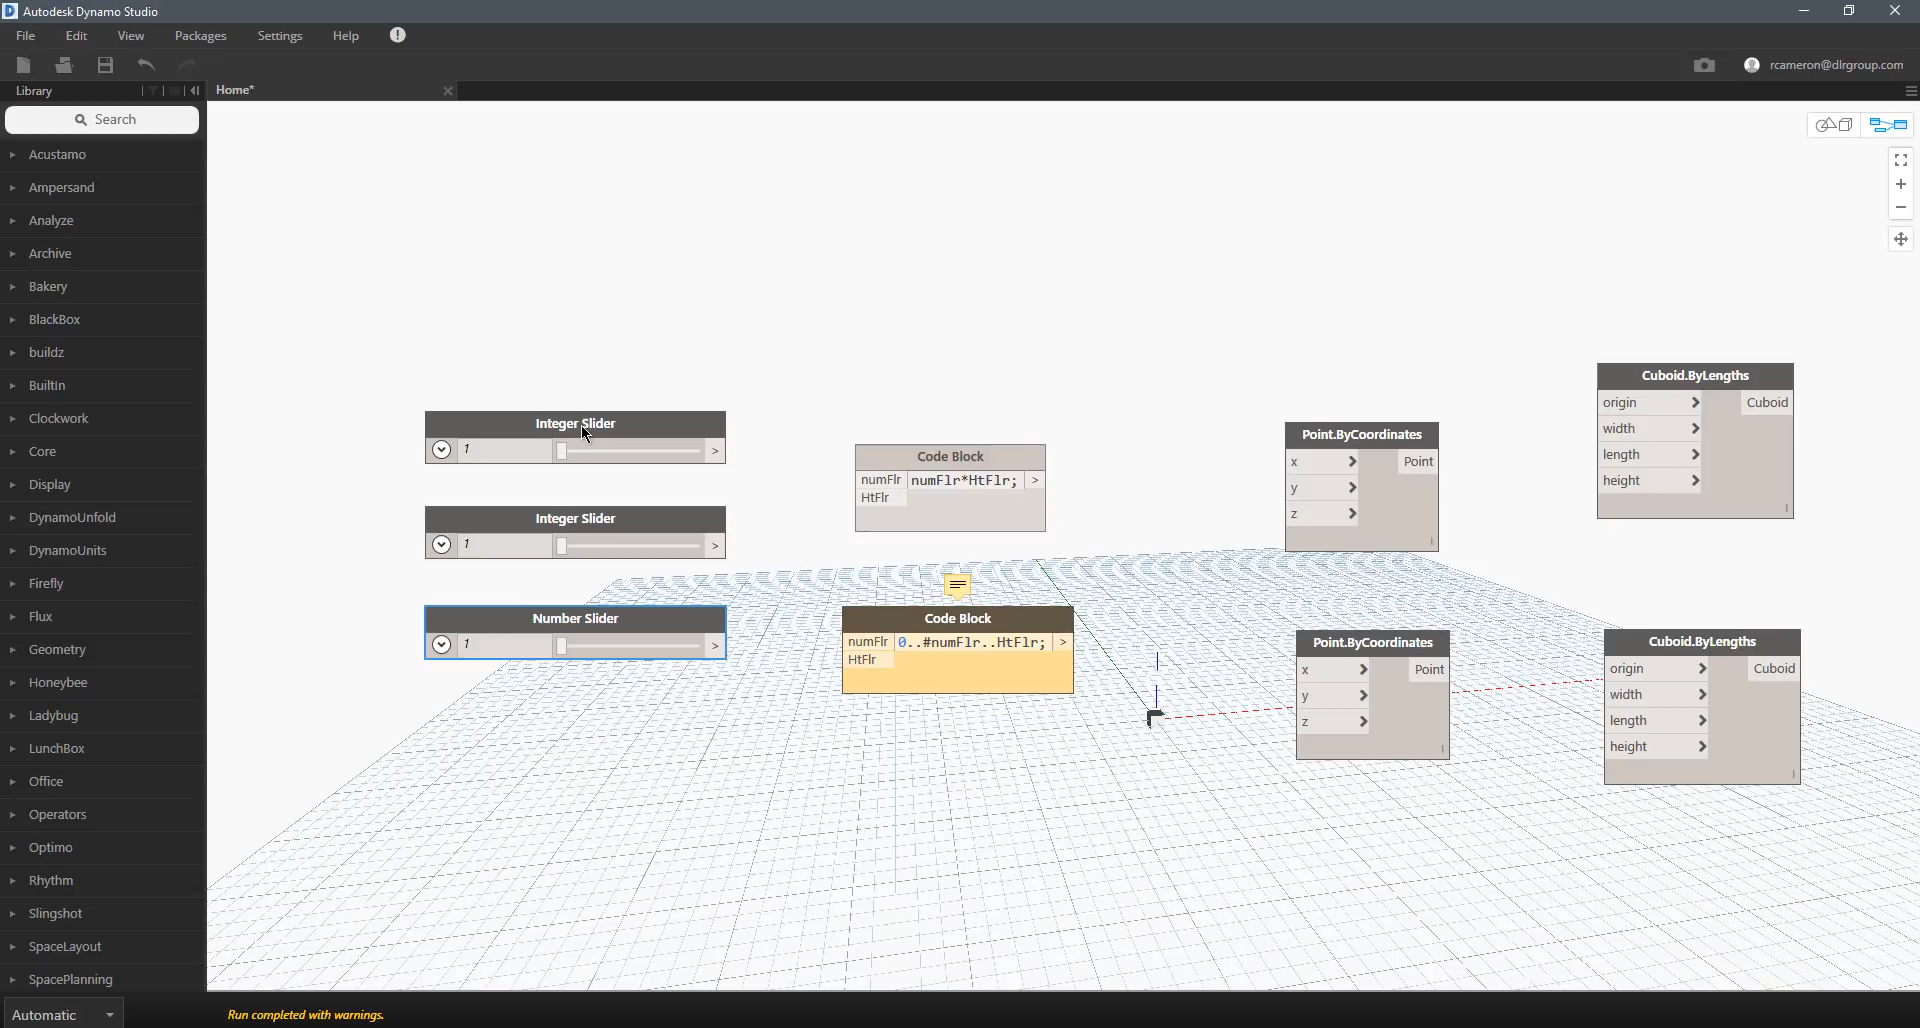 Autodesk Dynamo Studio
File Edit View Packages Settings Help
rcameron@dlrgroup.com
Library
Home*
Search
Acustamo
Ampersand
Analyze
Archive
Bakery
BlackBox
buildz
BuiltIn
Clockwork
Core
Display
DynamoUnfold
DynamoUnits
Firefly
Flux
Geometry
Honeybee
Ladybug
LunchBox
Office
Operators
Optimo
Rhythm
Slingshot
SpaceLayout
SpacePlanning
Integer Slider
1 >
Integer Slider
1 >
Number Slider
1 >
Code Block
numFlr numFlr*HtFlr; >
HtFlr
Code Block
numFlr 0..#numFlr..HtFlr; >
HtFlr
Point.ByCoordinates
x Point
y
z
Point.ByCoordinates
x Point
y
z
Cuboid.ByLengths
origin Cuboid
width
length
height
Cuboid.ByLengths
origin Cuboid
width
length
height
Automatic
Run completed with warnings.